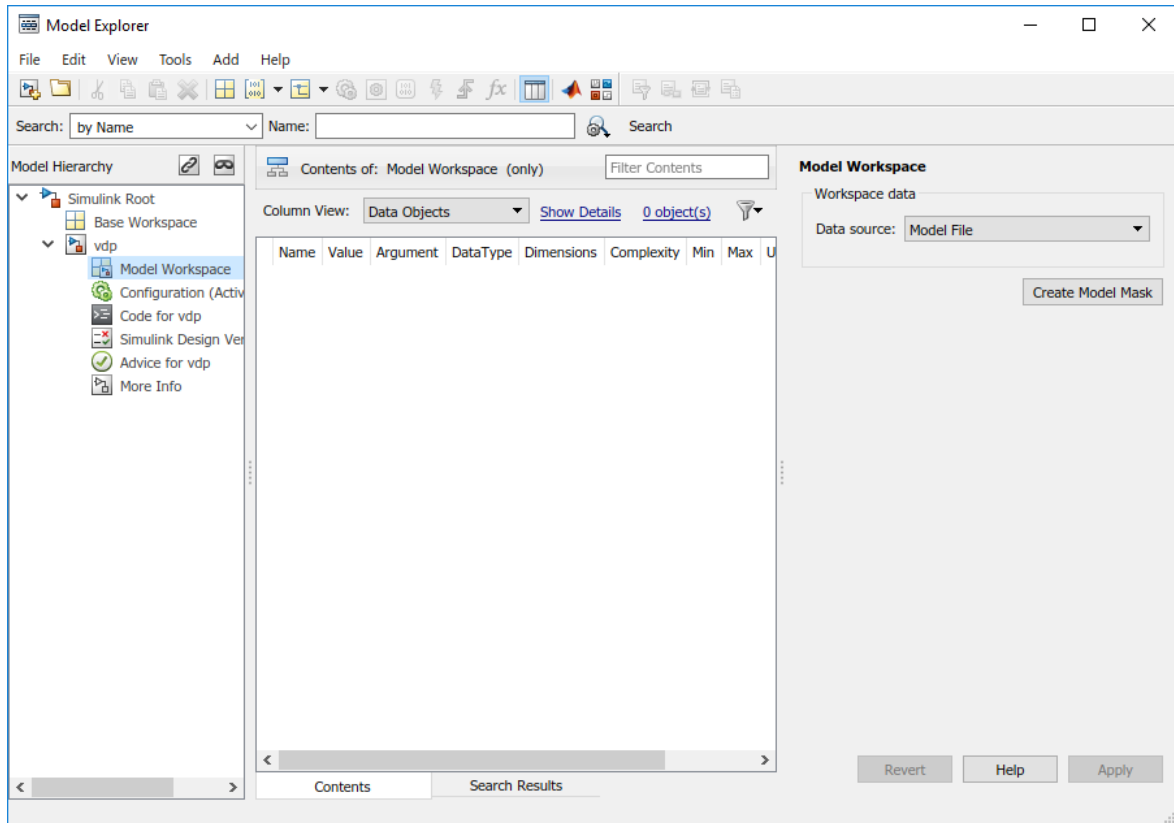 Model Explorer
File Edit View Tools Add Help
fx
Search: by Name Name: Search
Model Hierarchy
Simulink Root
Base Workspace
vdp
Model Workspace
Configuration (Activ
Code for vdp
Simulink Design Ver
Advice for vdp
More Info
Contents of: Model Workspace (only) Filter Contents
Column View: Data Objects Show Details 0 object(s)
Name Value Argument DataType Dimensions Complexity Min Max U
Contents Search Results
Model Workspace
Workspace data
Data source: Model File
Create Model Mask
Revert Help Apply